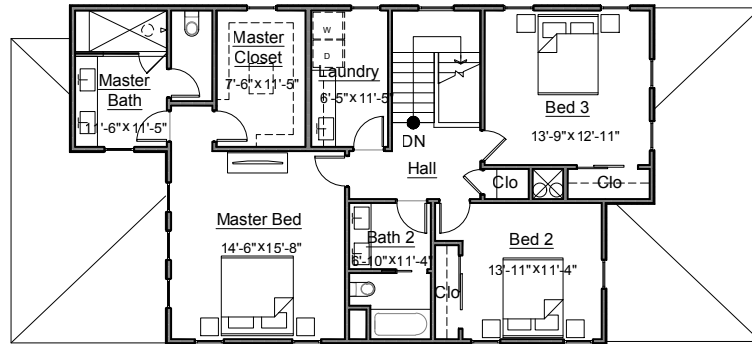 Master
Bath
11'-6"x11'-5"
Master
Closet
7'-6"x11'-5"
W
D
Laundry
6'-5"x11'-5"
DN
Hall
Bed 3
13'-9"x12'-11"
Clo
Clo
Master Bed
14'-6"x15'-8"
Bath 2
6'-10"x11'-4"
Bed 2
13'-11"x11'-4"
Clo